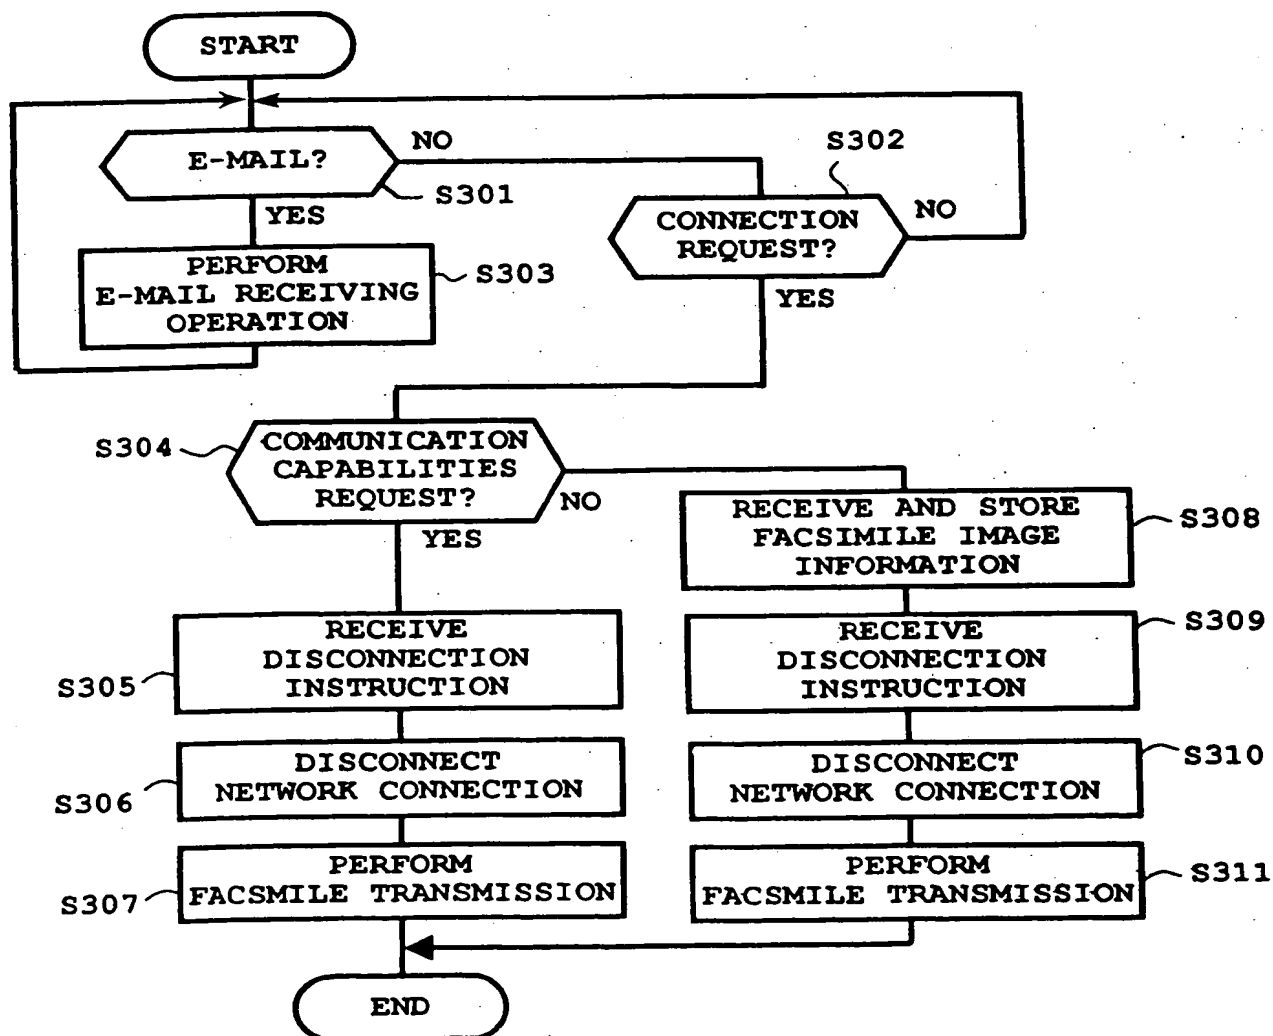 START
E-MAIL?
NO
S301
YES
S302
CONNECTION
REQUEST?
NO
YES
PERFORM
E-MAIL RECEIVING
OPERATION
S303
S304
COMMUNICATION
CAPABILITIES
REQUEST?
NO
YES
RECEIVE AND STORE
FACSIMILE IMAGE
INFORMATION
S308
RECEIVE
DISCONNECTION
INSTRUCTION
S305
RECEIVE
DISCONNECTION
INSTRUCTION
S309
DISCONNECT
NETWORK CONNECTION
S306
DISCONNECT
NETWORK CONNECTION
S310
PERFORM
FACSMILE TRANSMISSION
S307
PERFORM
FACSMILE TRANSMISSION
S311
END